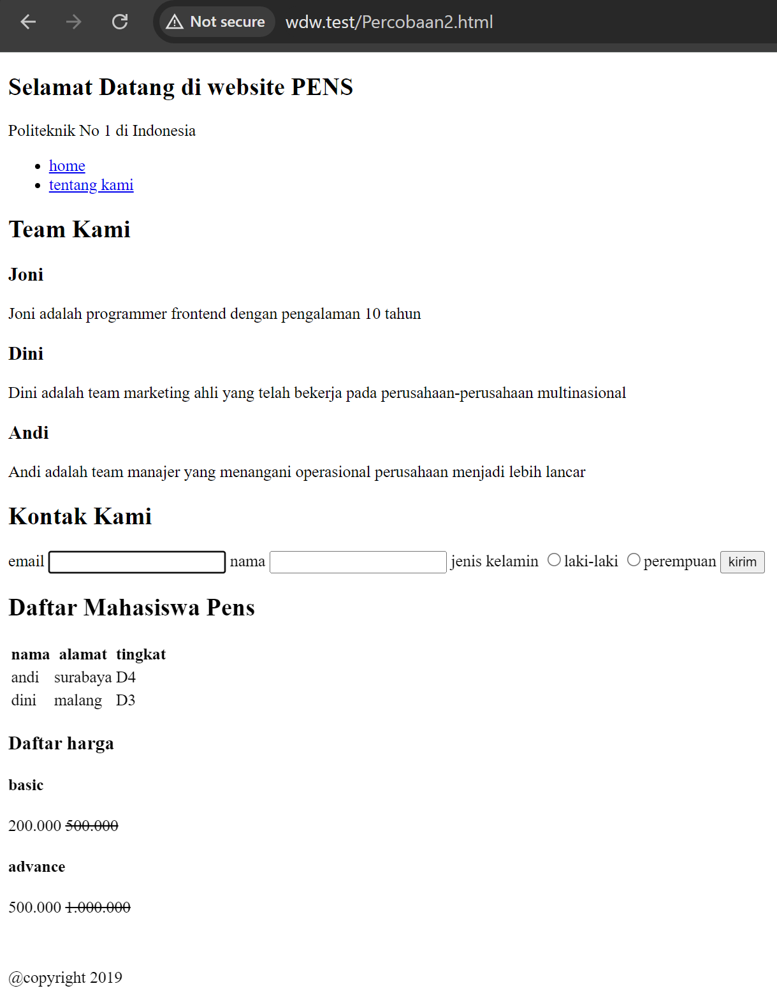 Not secure wdw.test/Percobaan2.html
Selamat Datang di website PENS
Politeknik No 1 di Indonesia
home
tentang kami
Team Kami
Joni
Joni adalah programmer frontend dengan pengalaman 10 tahun
Dini
Dini adalah team marketing ahli yang telah bekerja pada perusahaan-perusahaan multinasional
Andi
Andi adalah team manajer yang menangani operasional perusahaan menjadi lebih lancar
Kontak Kami
email nama jenis kelamin laki-laki perempuan kirim
Daftar Mahasiswa Pens
nama alamat tingkat
andi surabaya D4
dini malang D3
Daftar harga
basic
200.000 500.000
advance
500.000 1.000.000
@copyright 2019